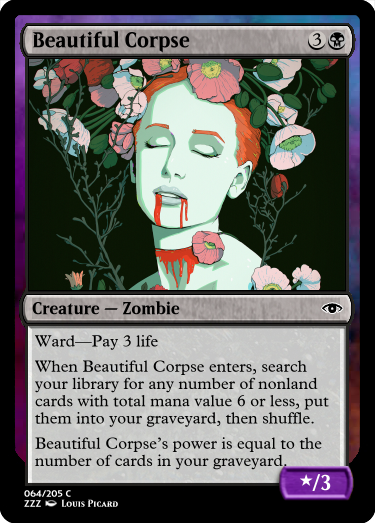 Beautiful Corpse 3
Creature — Zombie
Ward—Pay 3 life
When Beautiful Corpse enters, search
your library for any number of nonland
cards with total mana value 6 or less, put
them into your graveyard, then shuffle.
Beautiful Corpse's power is equal to the
number of cards in your graveyard.
★/3
064/205 C
ZZZ Louis Picard